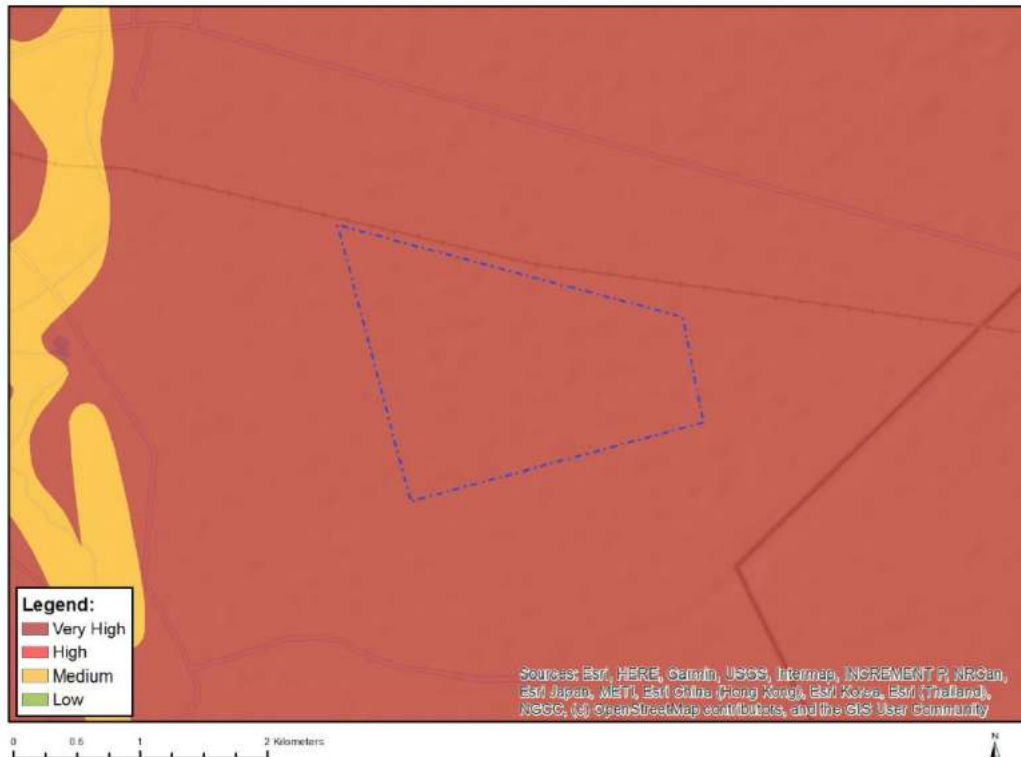 Legend:
Very High
High
Medium
Low
Sources: Esri, HERE, Garmin, USGS, Intermap, INCREMENT P, NRCan,
Esri Japan, METI, Esri China (Hong Kong), Esri Korea, Esri (Thailand),
NGCC, (c) OpenStreetMap contributors, and the GIS User Community
0 0.5 1 2 Kilometers
N